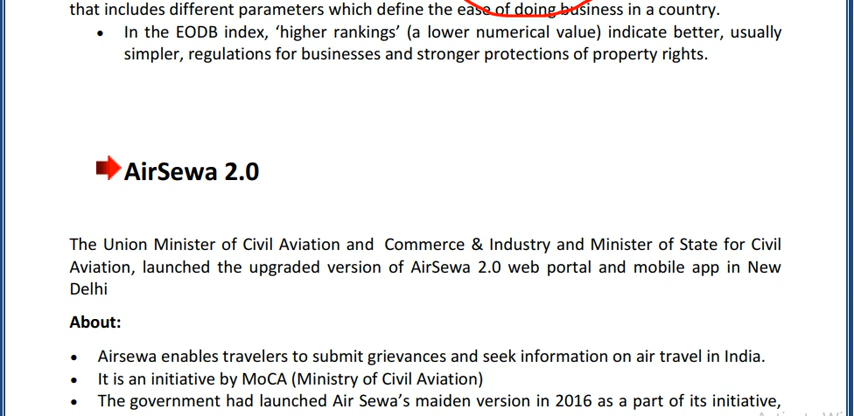 that includes different parameters which define the ease of doing business in a country.
• In the EODB index, ‘higher rankings’ (a lower numerical value) indicate better, usually
simpler, regulations for businesses and stronger protections of property rights.
AirSewa 2.0
The Union Minister of Civil Aviation and Commerce & Industry and Minister of State for Civil
Aviation, launched the upgraded version of AirSewa 2.0 web portal and mobile app in New
Delhi
About:
• Airsewa enables travelers to submit grievances and seek information on air travel in India.
• It is an initiative by MoCA (Ministry of Civil Aviation)
• The government had launched Air Sewa’s maiden version in 2016 as a part of its initiative,